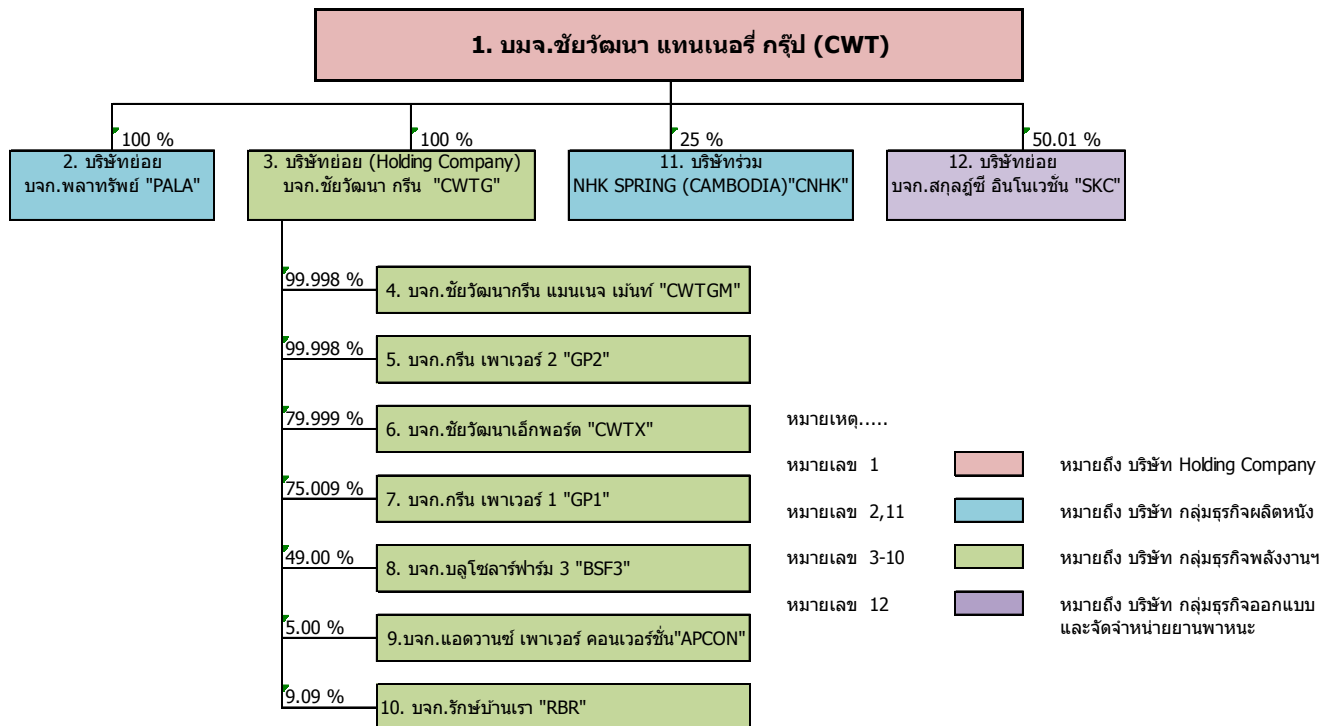 1. บมจ.ชัยวัฒนา แทนเนอรี่ กรุ๊ป (CWT)
100 %
100 %
25 %
50.01 %
2. บริษัทย่อย
บจก.พลาทรัพย์ "PALA"
3. บริษัทย่อย (Holding Company)
บจก.ชัยวัฒนา กรีน "CWTG"
11. บริษัทร่วม
NHK SPRING (CAMBODIA)"CNHK"
12. บริษัทย่อย
บจก.สกุลฎ์ซี อินโนเวชั่น "SKC"
99.998 %
4. บจก.ชัยวัฒนากรีน แมนเนจ เม้นท์ "CWTGM"
99.998 %
5. บจก.กรีน เพาเวอร์ 2 "GP2"
79.999 %
6. บจก.ชัยวัฒนาเอ็กพอร์ต "CWTX"
75.009 %
7. บจก.กรีน เพาเวอร์ 1 "GP1"
49.00 %
8. บจก.บลูโซลาร์ฟาร์ม 3 "BSF3"
5.00 %
9.บจก.แอดวานซ์ เพาเวอร์ คอนเวอร์ชั่น"APCON"
9.09 %
10. บจก.รักษ์บ้านเรา "RBR"
หมายเหตุ.....
หมายเลข 1 หมายถึง บริษัท Holding Company
หมายเลข 2,11 หมายถึง บริษัท กลุ่มธุรกิจผลิตหนัง
หมายเลข 3-10 หมายถึง บริษัท กลุ่มธุรกิจพลังงานฯ
หมายเลข 12 หมายถึง บริษัท กลุ่มธุรกิจออกแบบ
และจัดจำหน่ายยานพาหนะ